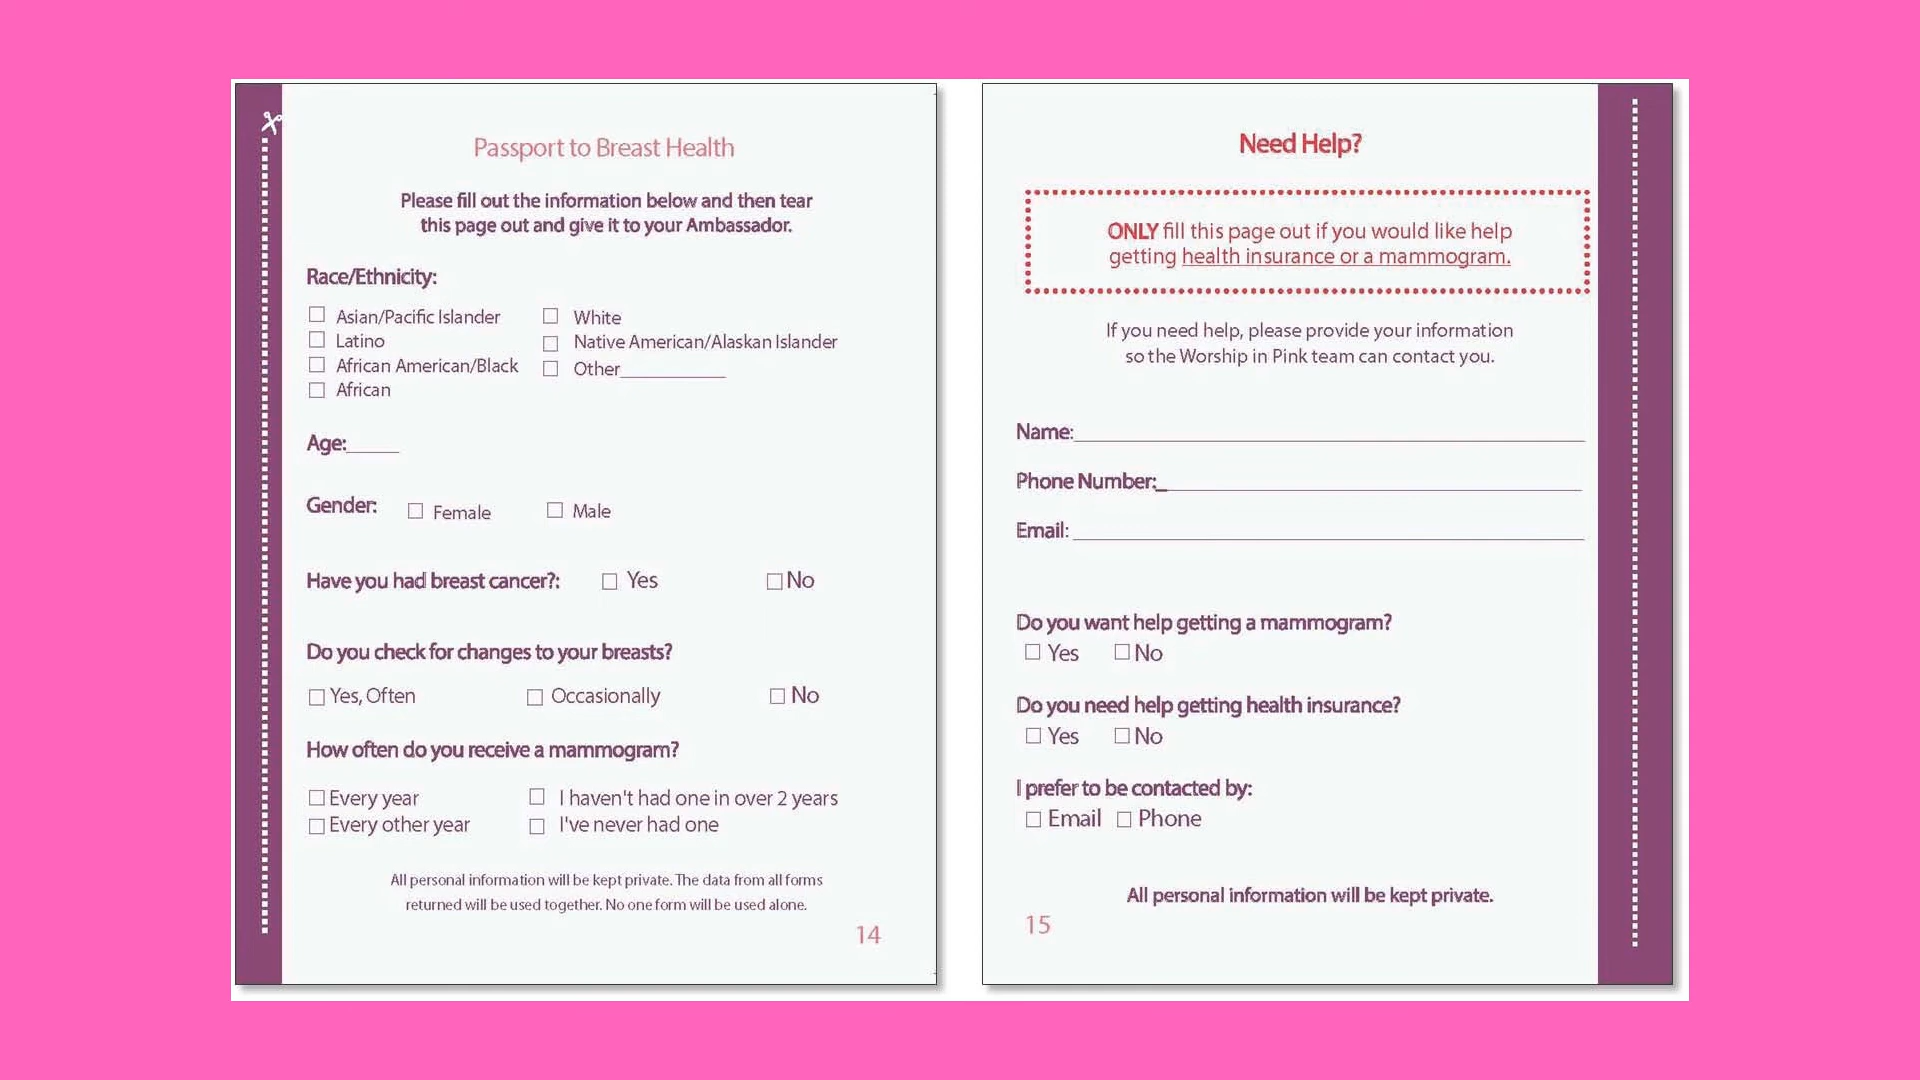 Passport to Breast Health
Please fill out the information below and then tear
this page out and give it to your Ambassador.
Race/Ethnicity:
Asian/Pacific Islander
Latino
African American/Black
African
White
Native American/Alaskan Islander
Other__________
Age:_____
Gender: Female Male
Have you had breast cancer?: Yes No
Do you check for changes to your breasts?
Yes, Often Occasionally No
How often do you receive a mammogram?
Every year I haven't had one in over 2 years
Every other year I've never had one
All personal information will be kept private. The data from all forms
returned will be used together. No one form will be used alone.
14
Need Help?
ONLY fill this page out if you would like help
getting health insurance or a mammogram.
If you need help, please provide your information
so the Worship in Pink team can contact you.
Name:
Phone Number:
Email:
Do you want help getting a mammogram?
Yes No
Do you need help getting health insurance?
Yes No
I prefer to be contacted by:
Email Phone
All personal information will be kept private.
15